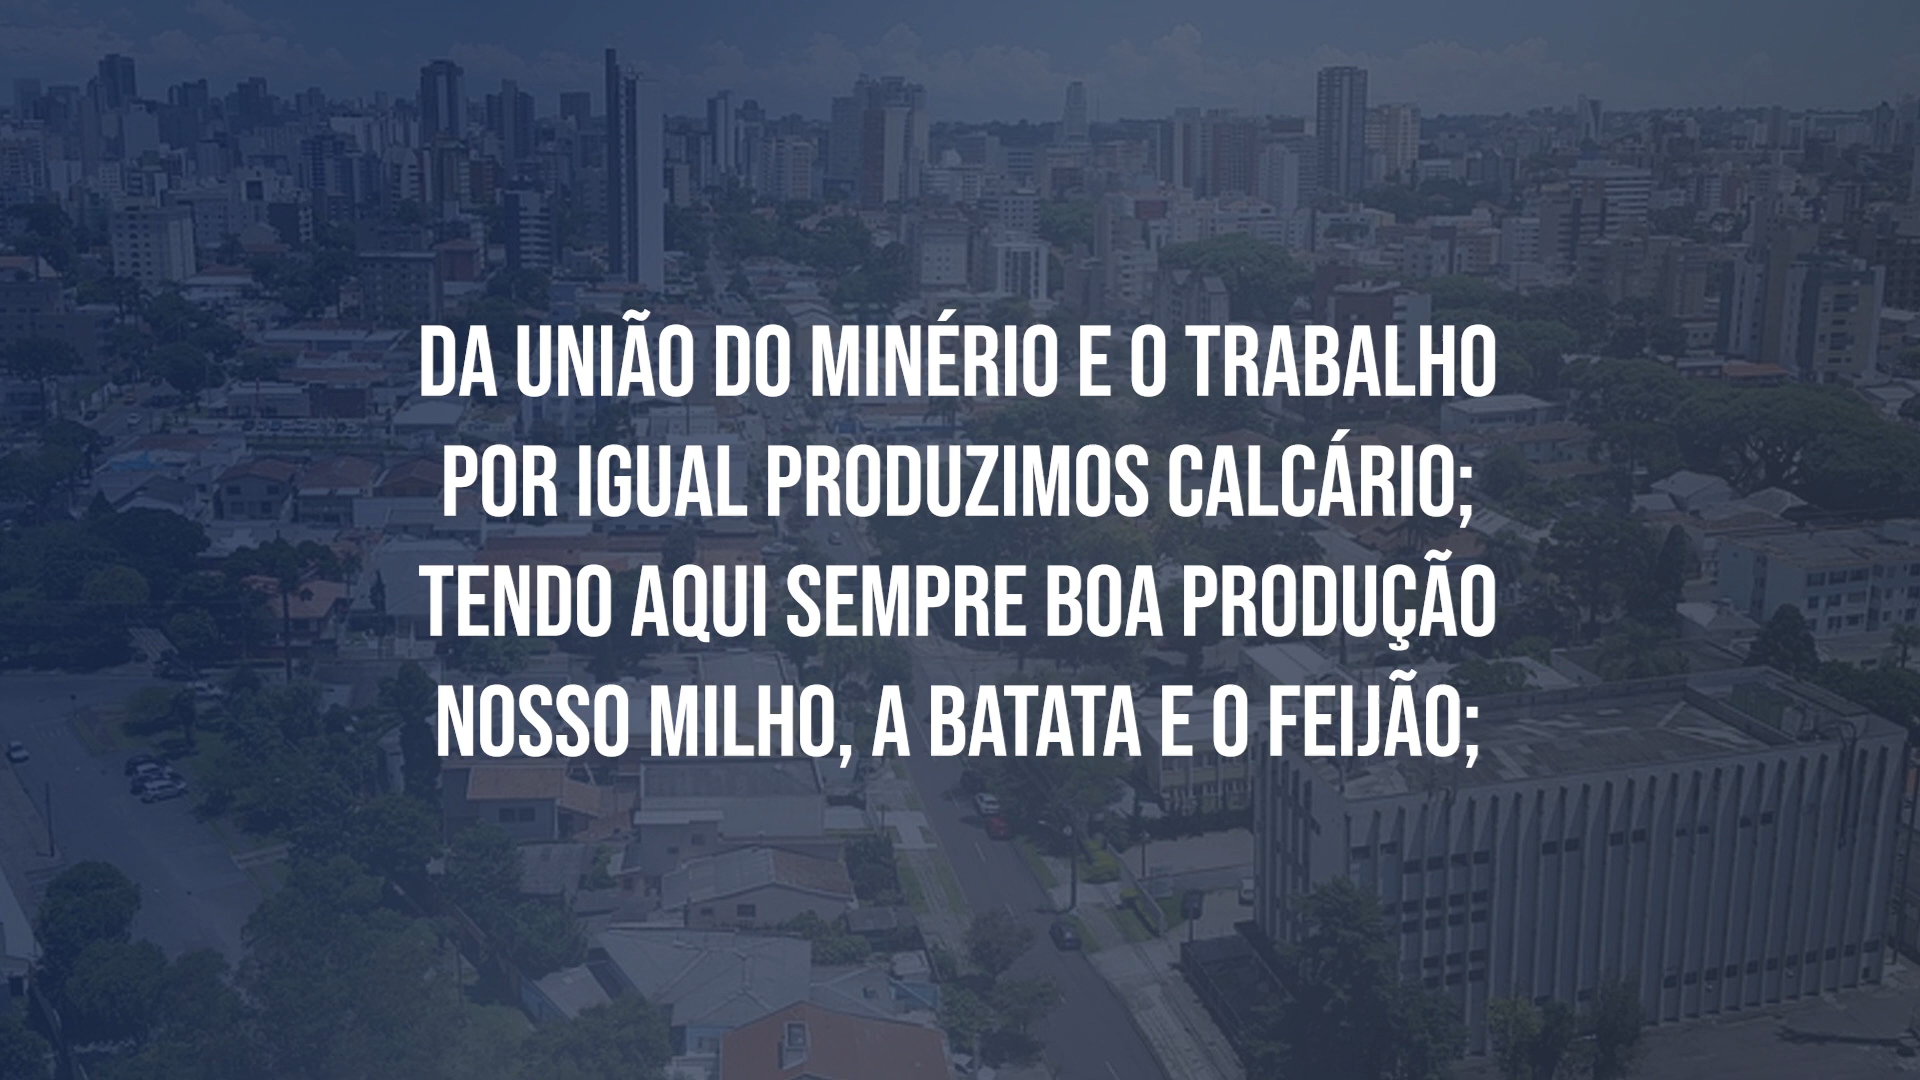 DA UNIÃO DO MINÉRIO E O TRABALHO
POR IGUAL PRODUZIMOS CALCÁRIO;
TENDO AQUI SEMPRE BOA PRODUÇÃO
NOSSO MILHO, A BATATA E O FEIJÃO;